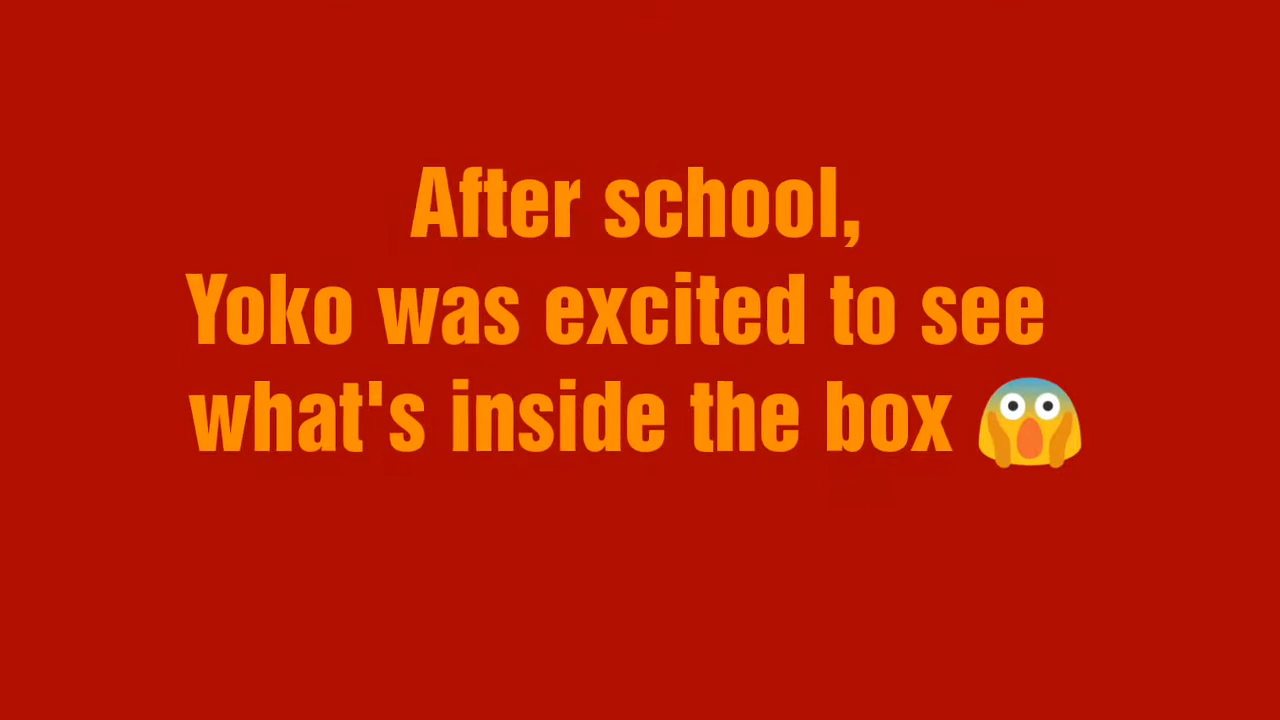 After school,
Yoko was excited to see
what's inside the box 😱